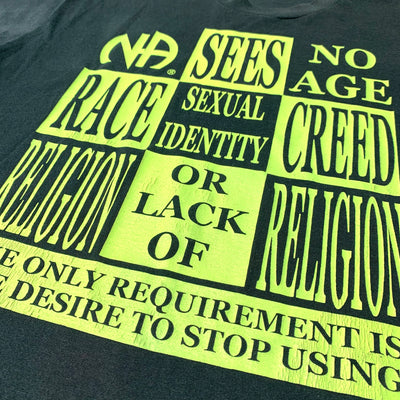 NA® SEES NO AGE
RACE SEXUAL IDENTITY CREED
RELIGION OR LACK OF RELIGION
E ONLY REQUIREMENT IS
E DESIRE TO STOP USING